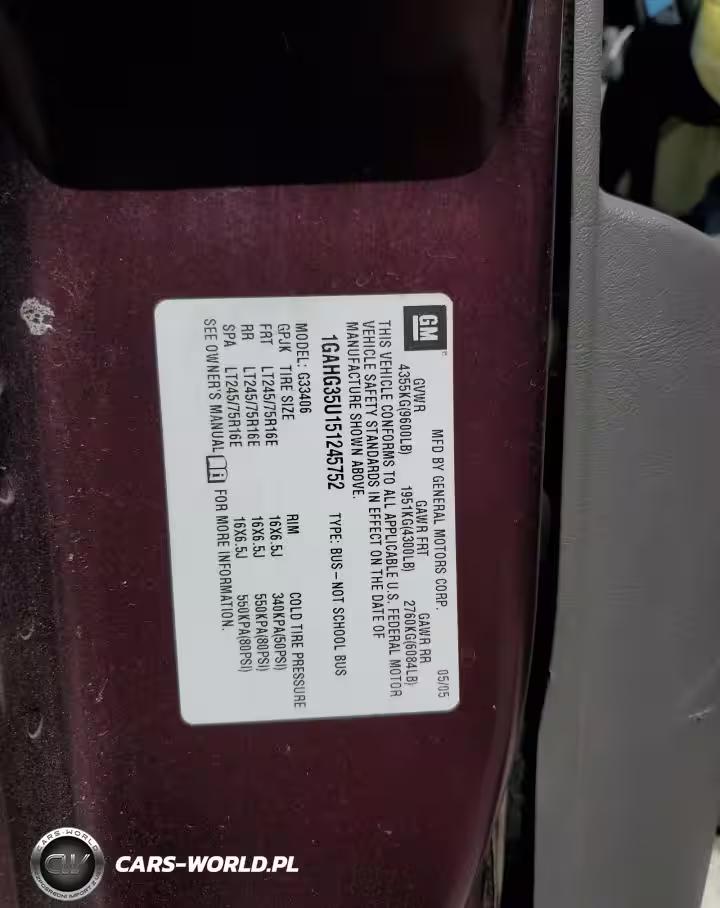 GM
MFD BY GENERAL MOTORS CORP. 05/05
GVWR GAWR FRT GAWR RR
4355KG(9600LB) 1951KG(4300LB) 2760KG(6084LB)
THIS VEHICLE CONFORMS TO ALL APPLICABLE U.S. FEDERAL MOTOR
VEHICLE SAFETY STANDARDS IN EFFECT ON THE DATE OF
MANUFACTURE SHOWN ABOVE.
1GAHG35U151245752 TYPE: BUS – NOT SCHOOL BUS
MODEL: G33406
GPJK TIRE SIZE RIM COLD TIRE PRESSURE
FRT LT245/75R16E 16X6.5J 340KPA(50PSI)
RR LT245/75R16E 16X6.5J 550KPA(80PSI)
SPA LT245/75R16E 16X6.5J 550KPA(80PSI)
SEE OWNER'S MANUAL FOR MORE INFORMATION.
CARS-WORLD
CW
CARS-WORLD.PL